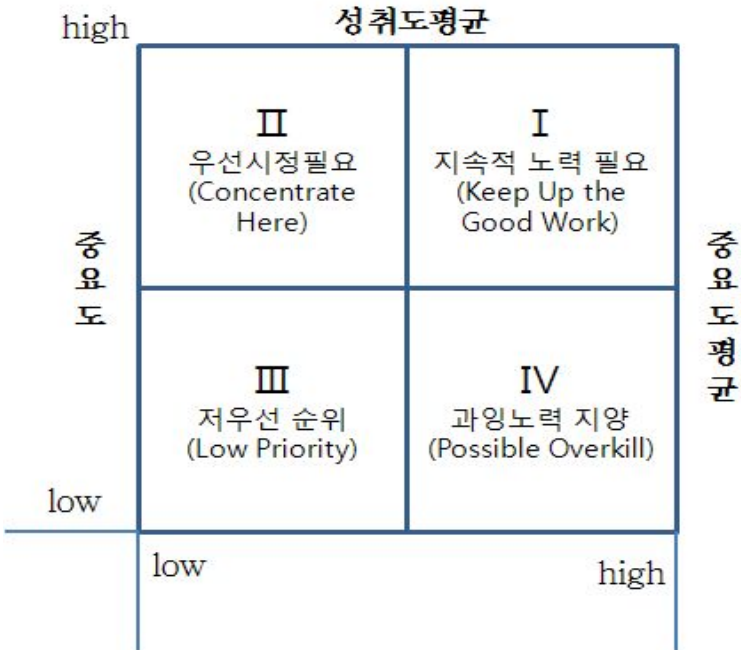 성취도평균
high
Ⅱ
우선시정필요
(Concentrate
Here)
Ⅰ
지속적 노력 필요
(Keep Up the
Good Work)
중
요
도
중
요
도
평
균
Ⅲ
저우선 순위
(Low Priority)
Ⅳ
과잉노력 지양
(Possible Overkill)
low
low
high